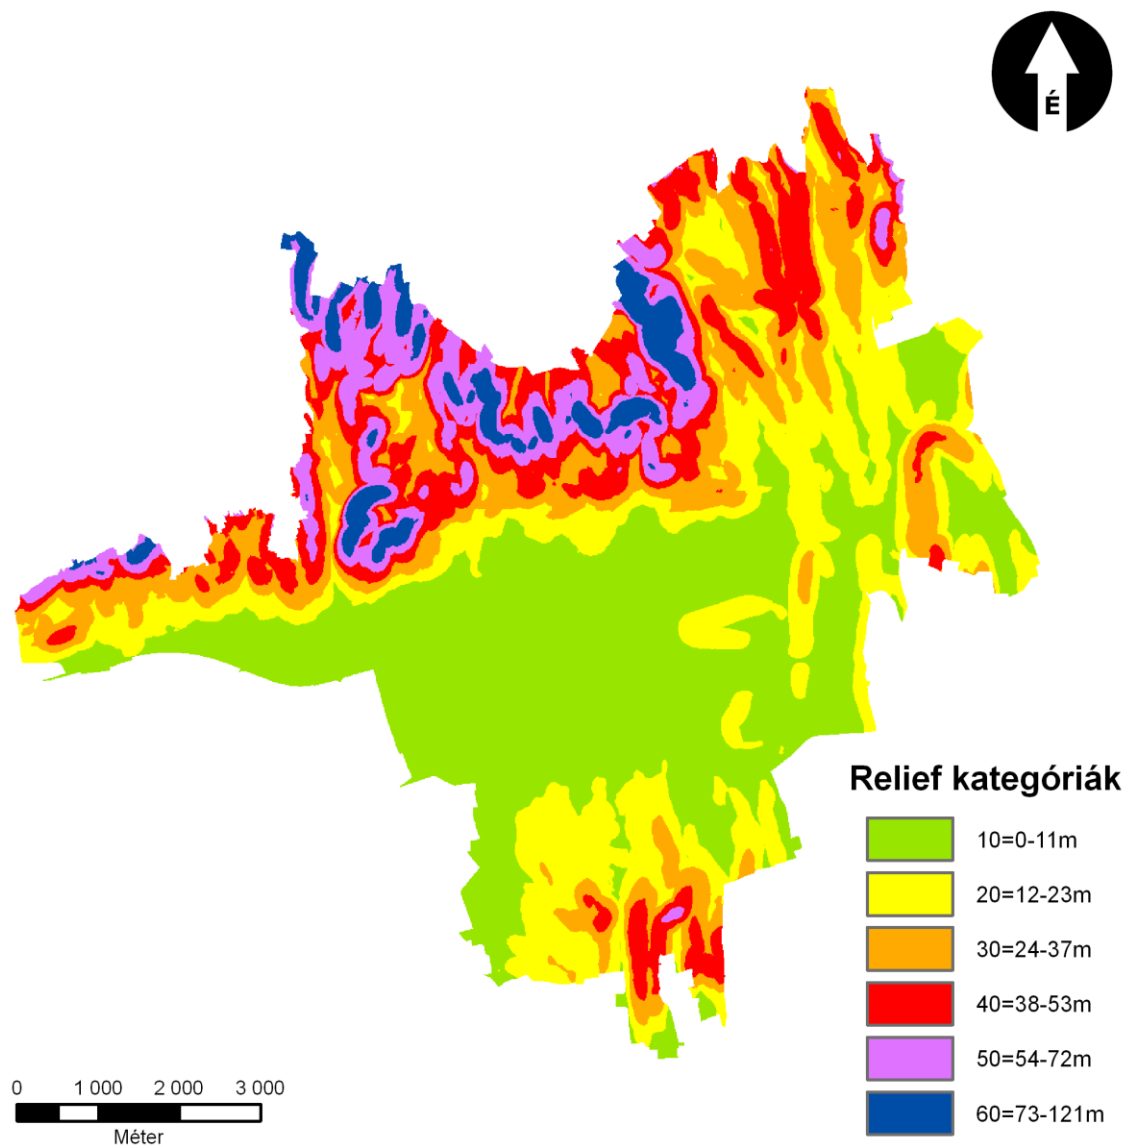 É
Relief kategóriák
10=0-11m
20=12-23m
30=24-37m
40=38-53m
50=54-72m
60=73-121m
0 1 000 2 000 3 000
Méter